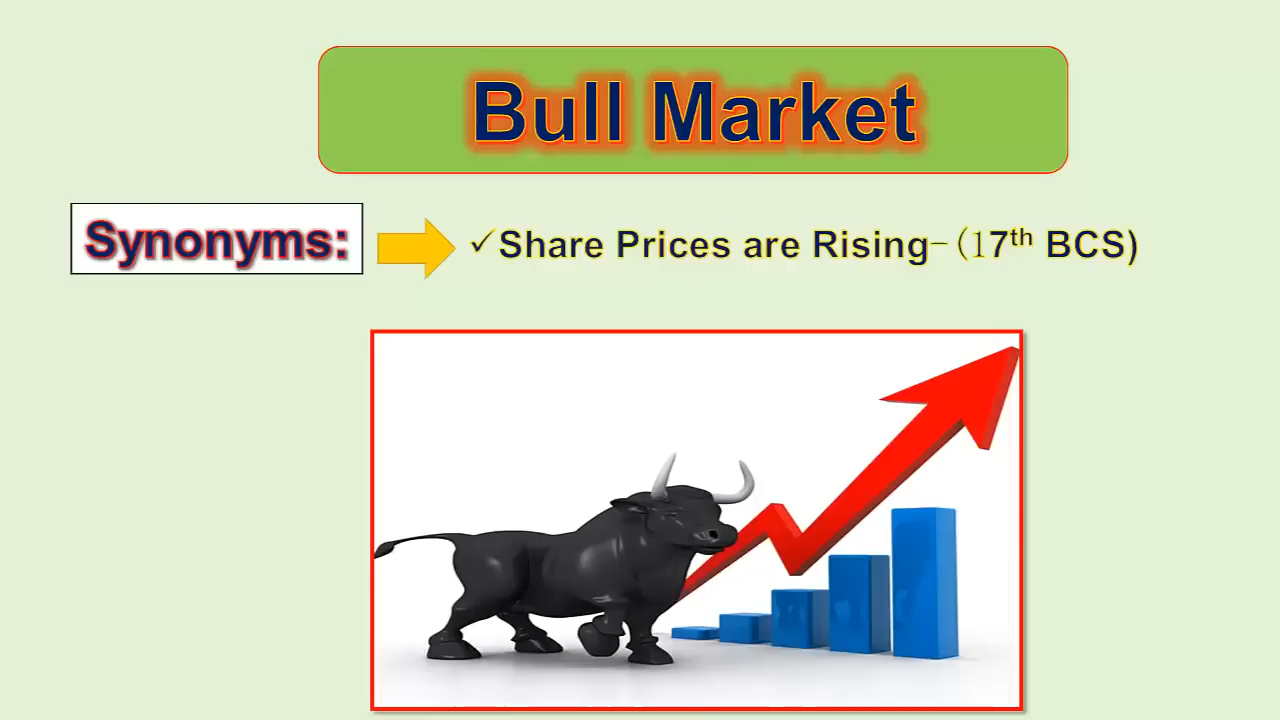 Bull Market
Synonyms: ✓Share Prices are Rising–(17th BCS)